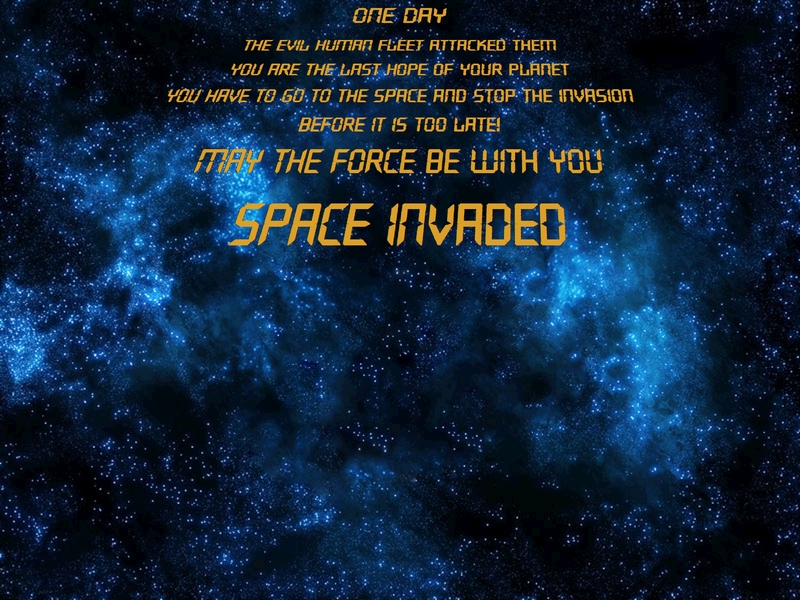 ONE DAY
THE EVIL HUMAN FLEET ATTACKED THEM
YOU ARE THE LAST HOPE OF YOUR PLANET
YOU HAVE TO GO TO THE SPACE AND STOP THE INVASION
BEFORE IT IS TOO LATE!
MAY THE FORCE BE WITH YOU
SPACE INVADED